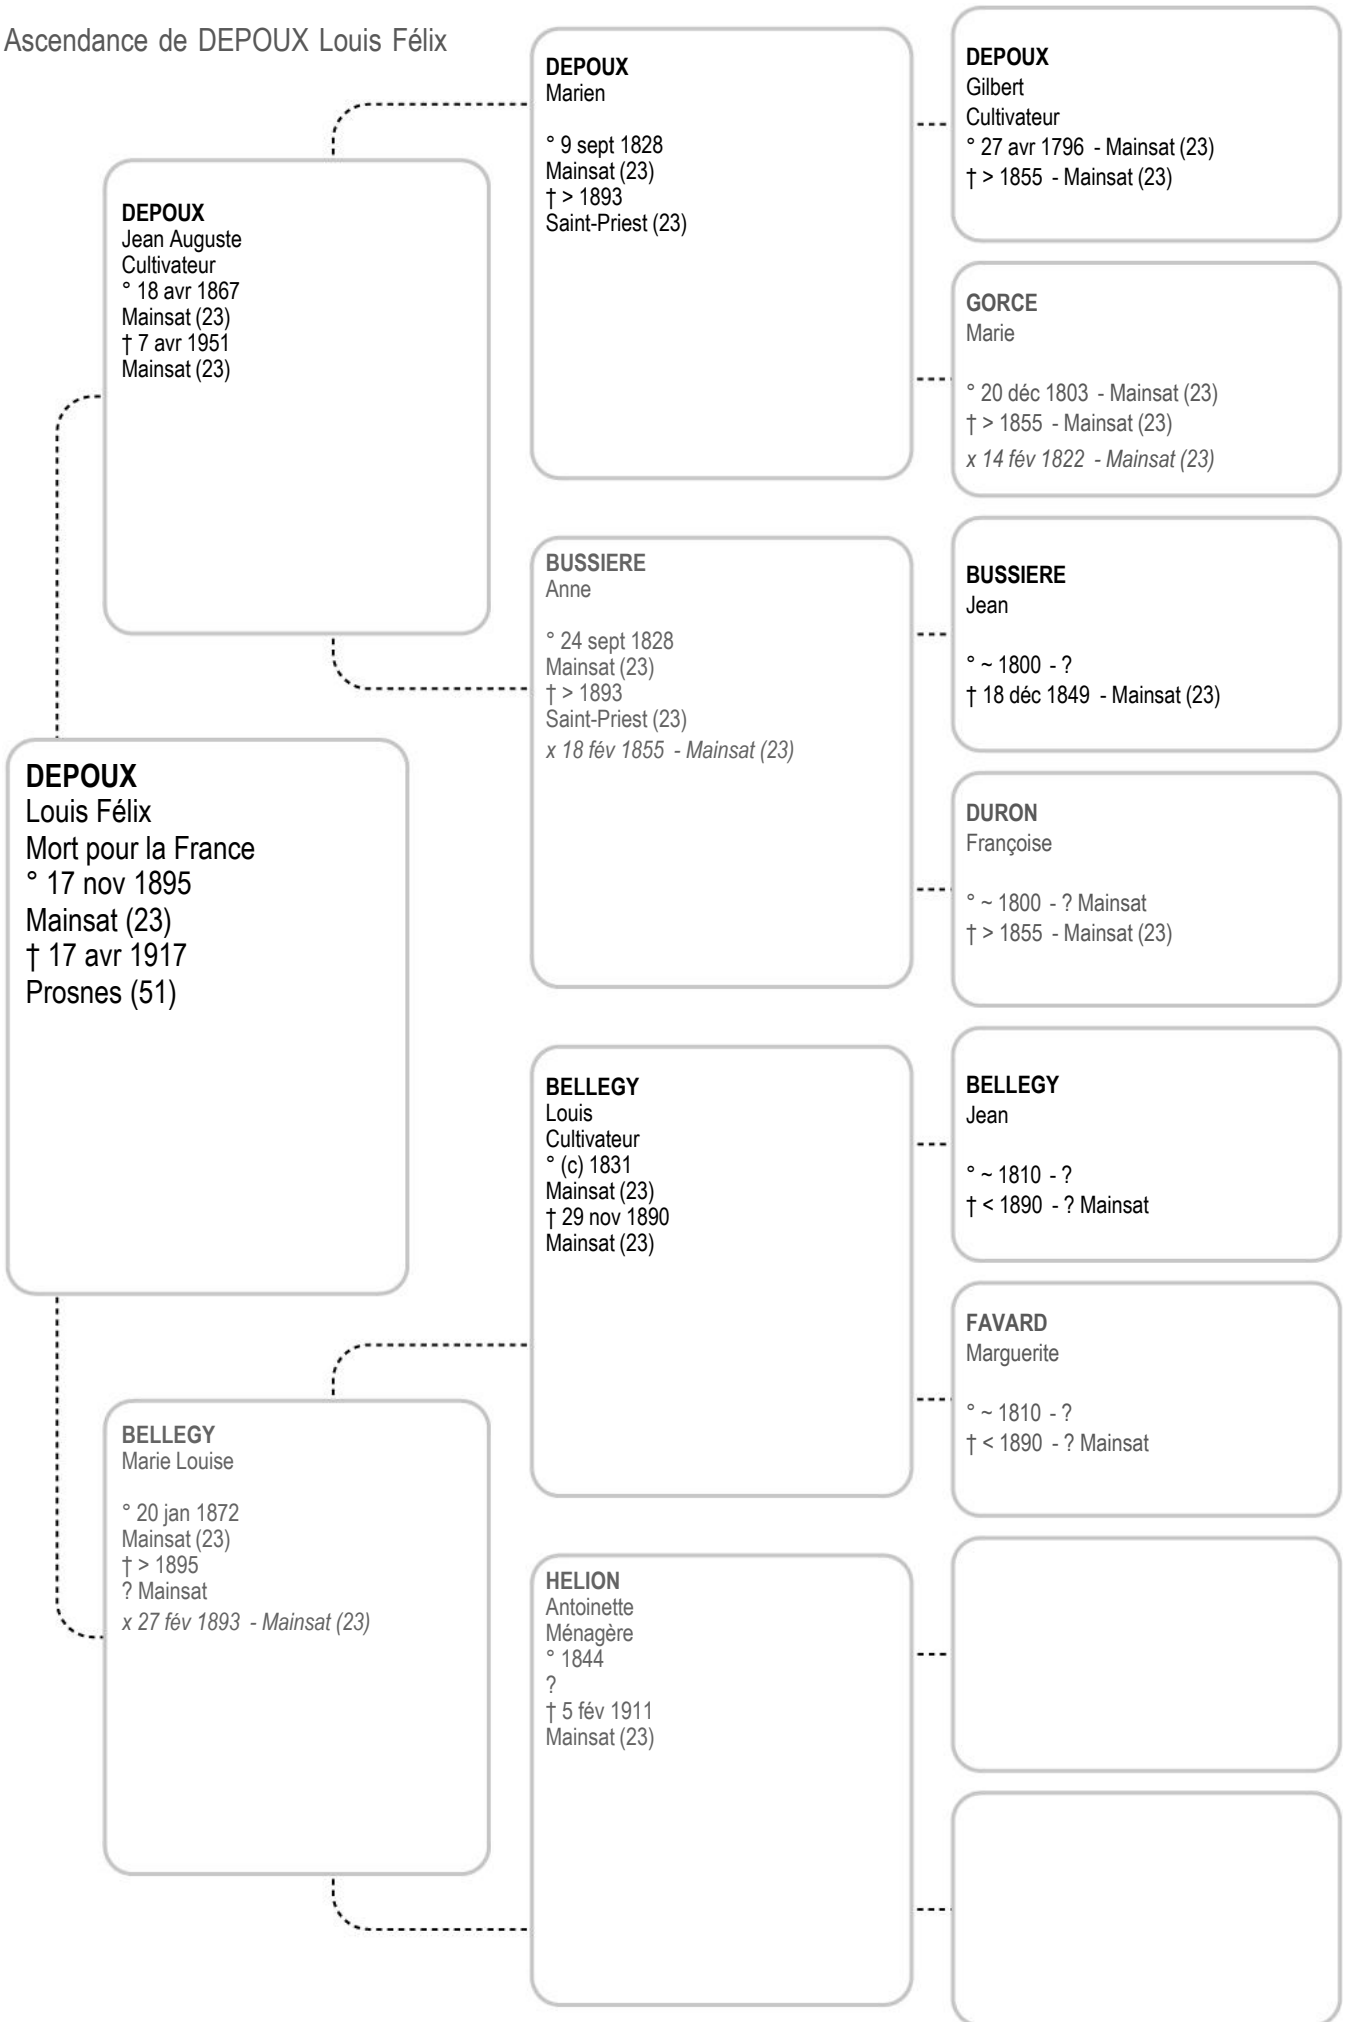 Ascendance de DEPOUX Louis Félix
DEPOUX
Louis Félix
Mort pour la France
° 17 nov 1895
Mainsat (23)
† 17 avr 1917
Prosnes (51)
DEPOUX
Jean Auguste
Cultivateur
° 18 avr 1867
Mainsat (23)
† 7 avr 1951
Mainsat (23)
BELLEGY
Marie Louise
° 20 jan 1872
Mainsat (23)
† > 1895
? Mainsat
x 27 fév 1893 - Mainsat (23)
DEPOUX
Marien
° 9 sept 1828
Mainsat (23)
† > 1893
Saint-Priest (23)
BUSSIERE
Anne
° 24 sept 1828
Mainsat (23)
† > 1893
Saint-Priest (23)
x 18 fév 1855 - Mainsat (23)
BELLEGY
Louis
Cultivateur
° (c) 1831
Mainsat (23)
† 29 nov 1890
Mainsat (23)
HELION
Antoinette
Ménagère
° 1844
?
† 5 fév 1911
Mainsat (23)
DEPOUX
Gilbert
Cultivateur
° 27 avr 1796 - Mainsat (23)
† > 1855 - Mainsat (23)
GORCE
Marie
° 20 déc 1803 - Mainsat (23)
† > 1855 - Mainsat (23)
x 14 fév 1822 - Mainsat (23)
BUSSIERE
Jean
° ~ 1800 - ?
† 18 déc 1849 - Mainsat (23)
DURON
Françoise
° ~ 1800 - ? Mainsat
† > 1855 - Mainsat (23)
BELLEGY
Jean
° ~ 1810 - ?
† < 1890 - ? Mainsat
FAVARD
Marguerite
° ~ 1810 - ?
† < 1890 - ? Mainsat